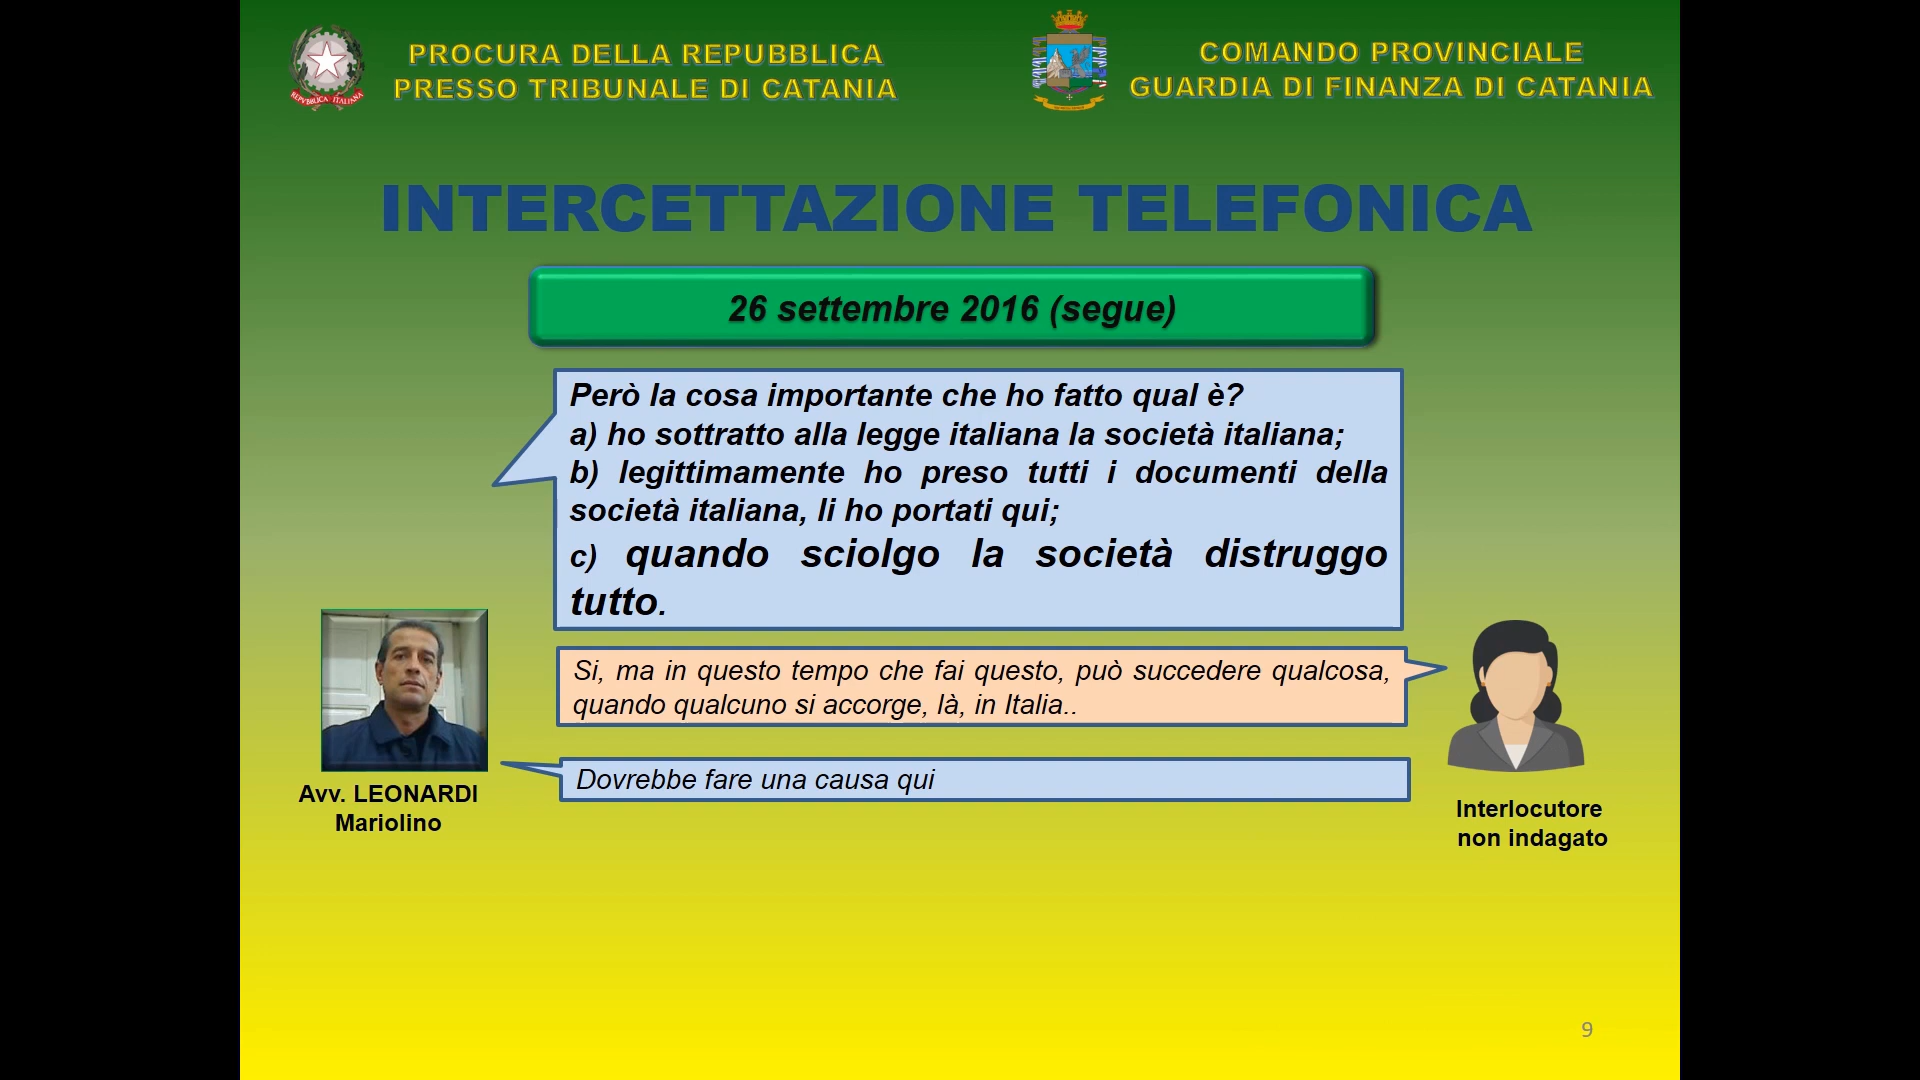 PROCURA DELLA REPUBBLICA
PRESSO TRIBUNALE DI CATANIA
REPVBBLICA ITALIANA
COMANDO PROVINCIALE
GUARDIA DI FINANZA DI CATANIA
INTERCETTAZIONE TELEFONICA
26 settembre 2016 (segue)
Però la cosa importante che ho fatto qual è?
a) ho sottratto alla legge italiana la società italiana;
b) legittimamente ho preso tutti i documenti della
società italiana, li ho portati qui;
c) quando sciolgo la società distruggo
tutto.
Si, ma in questo tempo che fai questo, può succedere qualcosa,
quando qualcuno si accorge, là, in Italia..
Dovrebbe fare una causa qui
Avv. LEONARDI
Mariolino
Interlocutore
non indagato
9